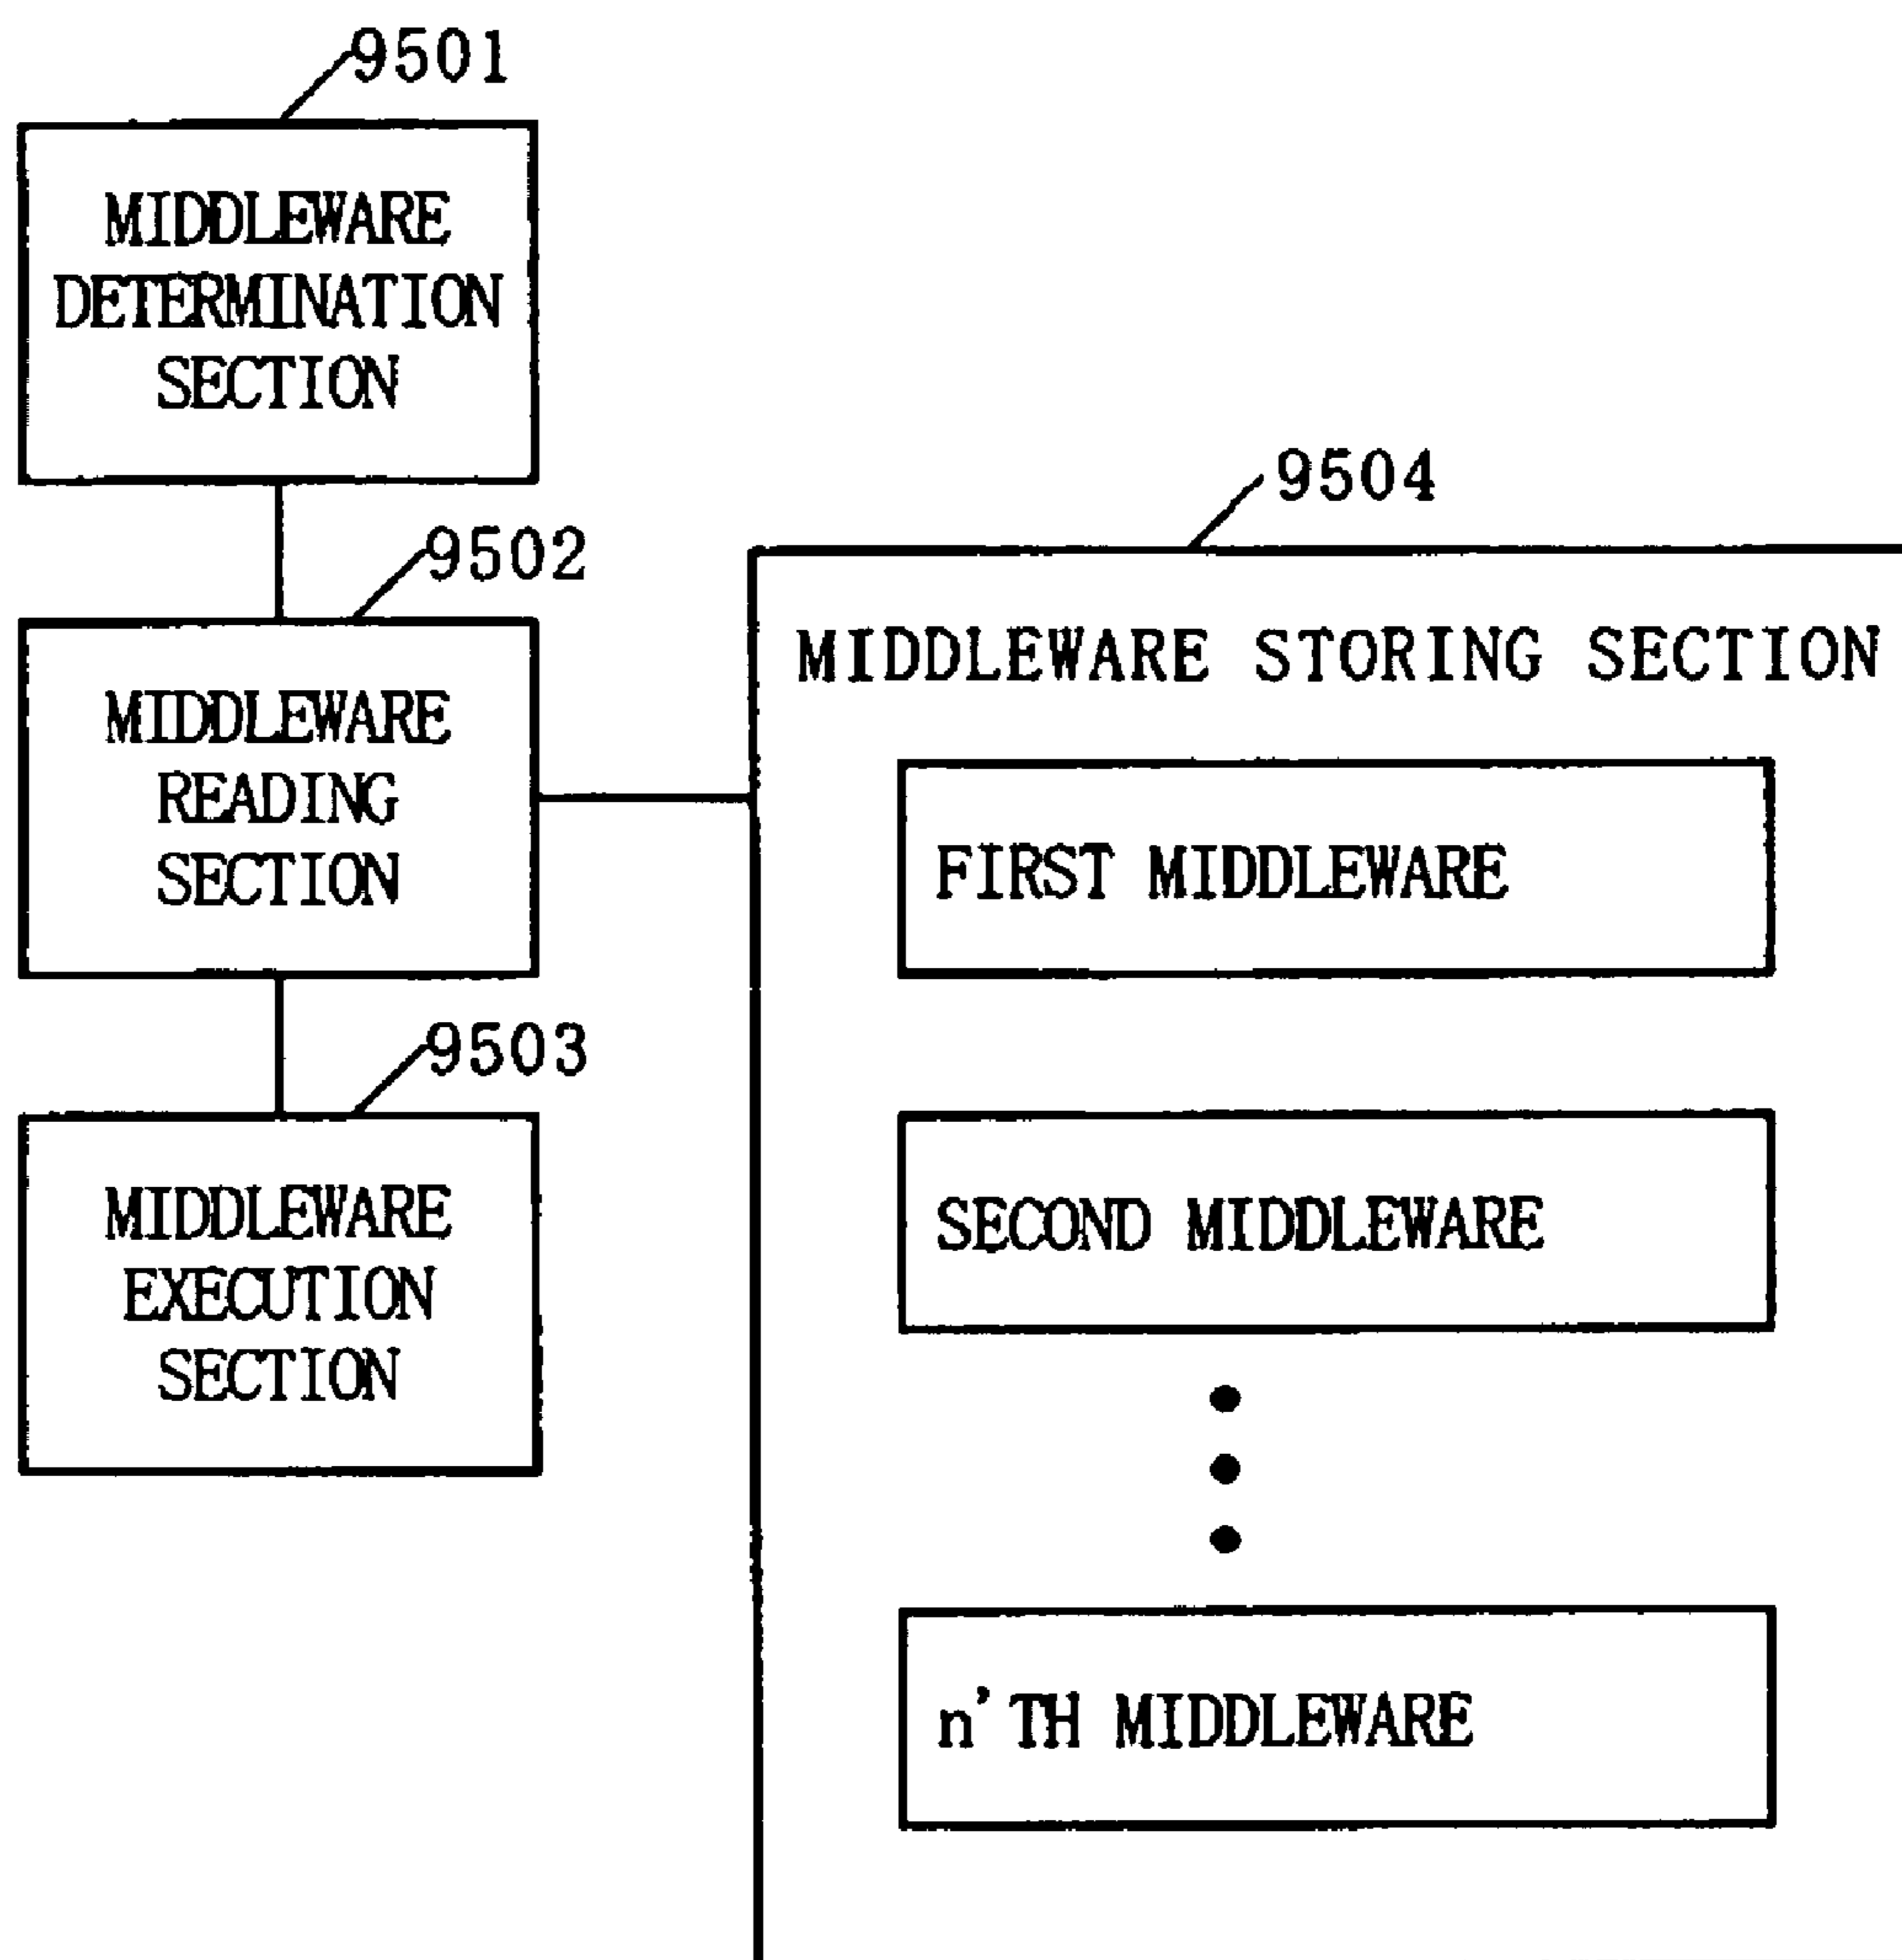 9501
MIDDLEWARE
DETERMINATION
SECTION
9502
MIDDLEWARE
READING
SECTION
9503
MIDDLEWARE
EXECUTION
SECTION
9504
MIDDLEWARE STORING SECTION
FIRST MIDDLEWARE
SECOND MIDDLEWARE
n'TH MIDDLEWARE